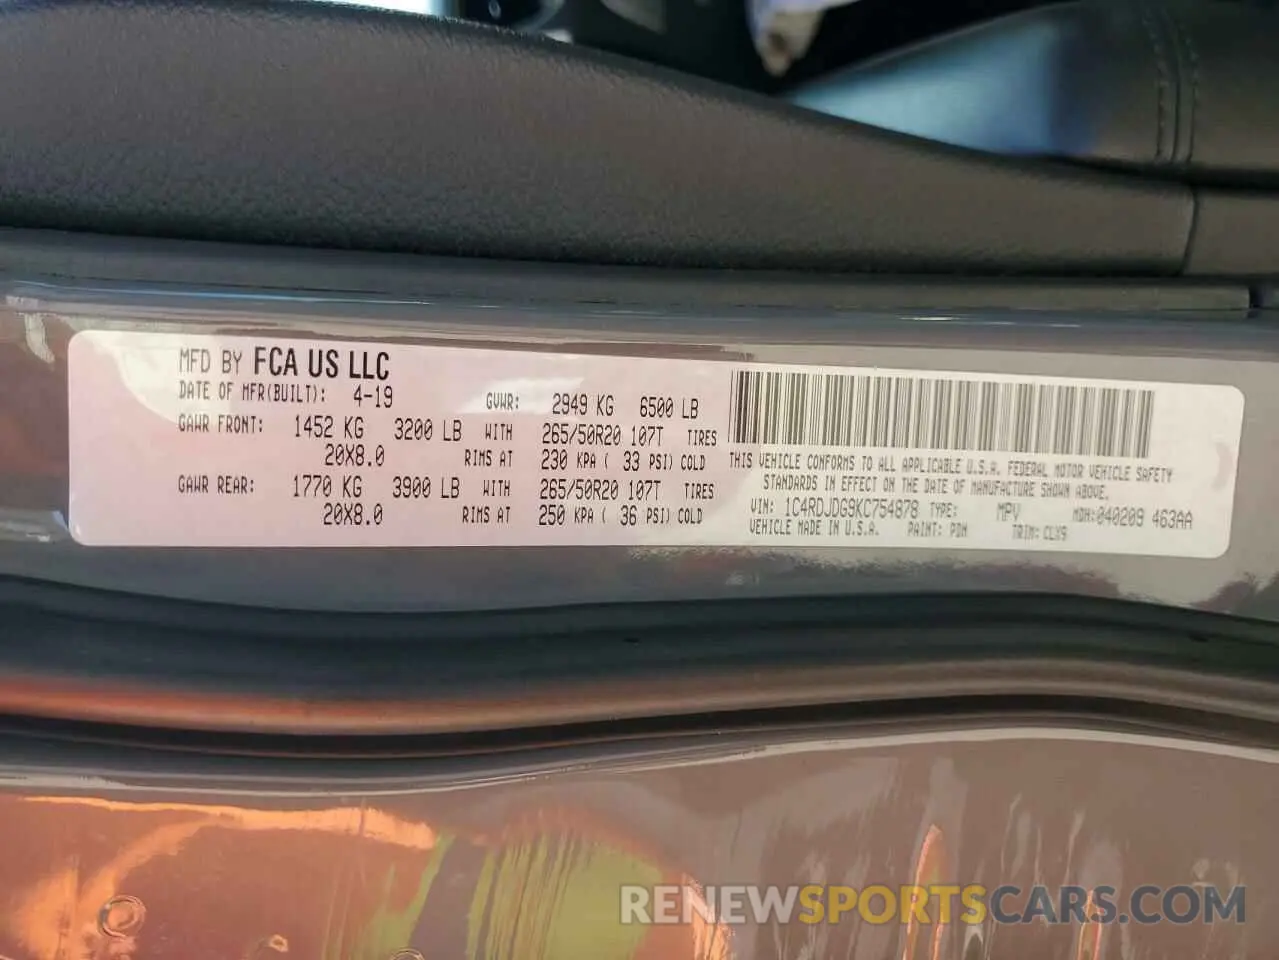 MFD BY FCA US LLC
DATE OF MFR(BUILT): 4-19 GVWR: 2949 KG 6500 LB
GAWR FRONT: 1452 KG 3200 LB WITH 265/50R20 107T TIRES
20X8.0 RIMS AT 230 KPA ( 33 PSI) COLD
GAWR REAR: 1770 KG 3900 LB WITH 265/50R20 107T TIRES
20X8.0 RIMS AT 250 KPA ( 36 PSI) COLD
THIS VEHICLE CONFORMS TO ALL APPLICABLE U.S.A. FEDERAL MOTOR VEHICLE SAFETY
STANDARDS IN EFFECT ON THE DATE OF MANUFACTURE SHOWN ABOVE.
VIN: 1C4RDJDG9KC754878 TYPE: MPV MDH: 040209 463AA
VEHICLE MADE IN U.S.A. PAINT: PDN TRIM: CLX9
RENEWSPORTSCARS.COM